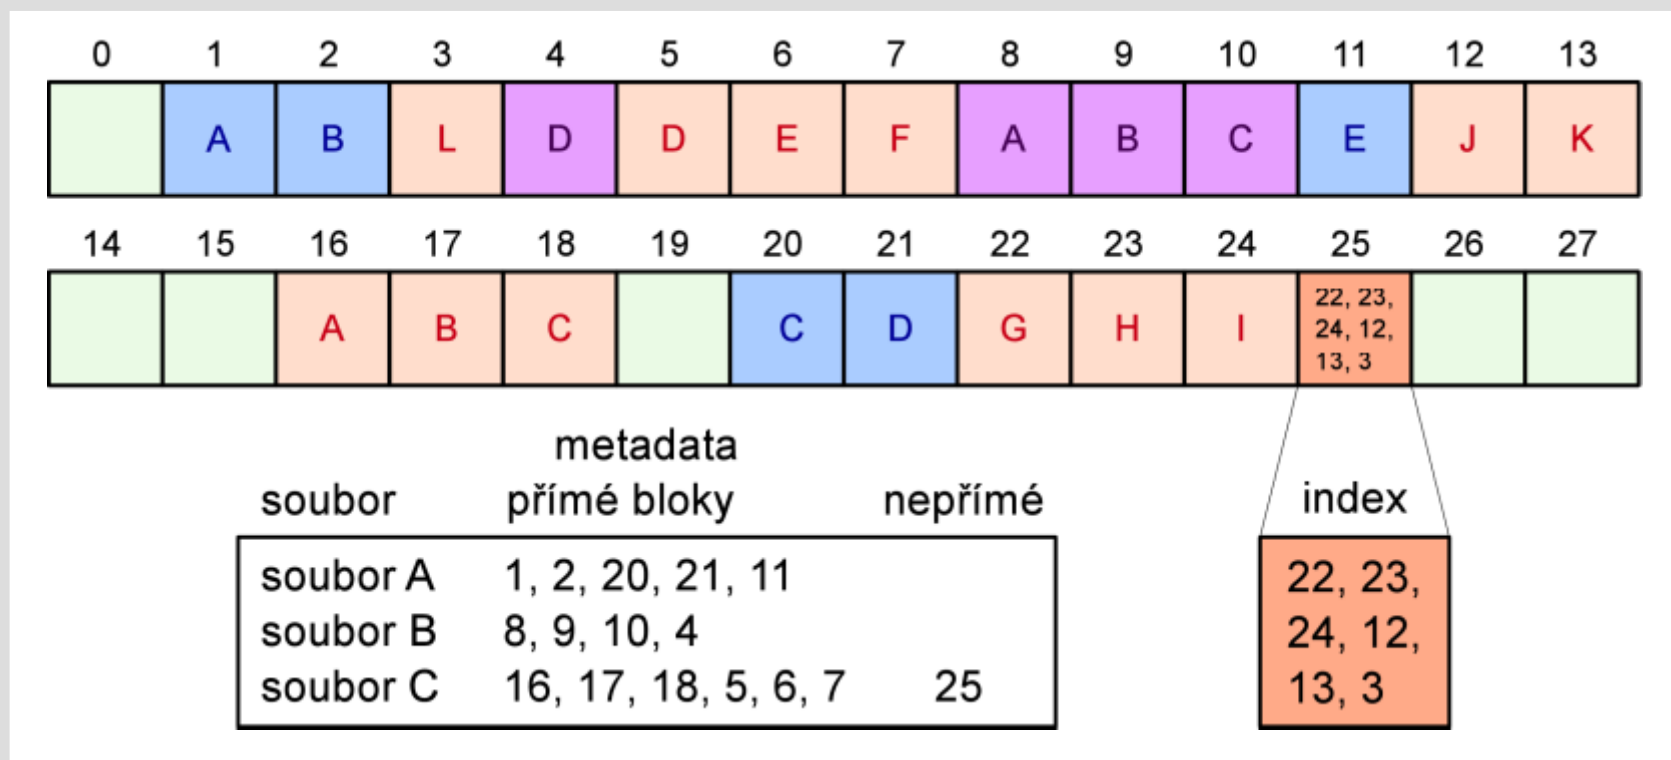 0 1 2 3 4 5 6 7 8 9 10 11 12 13
A B L D D E F A B C E J K
14 15 16 17 18 19 20 21 22 23 24 25 26 27
A B C C D G H I 22, 23,
24, 12,
13, 3
metadata
soubor přímé bloky nepřímé index
soubor A 1, 2, 20, 21, 11 22, 23,
soubor B 8, 9, 10, 4 24, 12,
soubor C 16, 17, 18, 5, 6, 7 25 13, 3